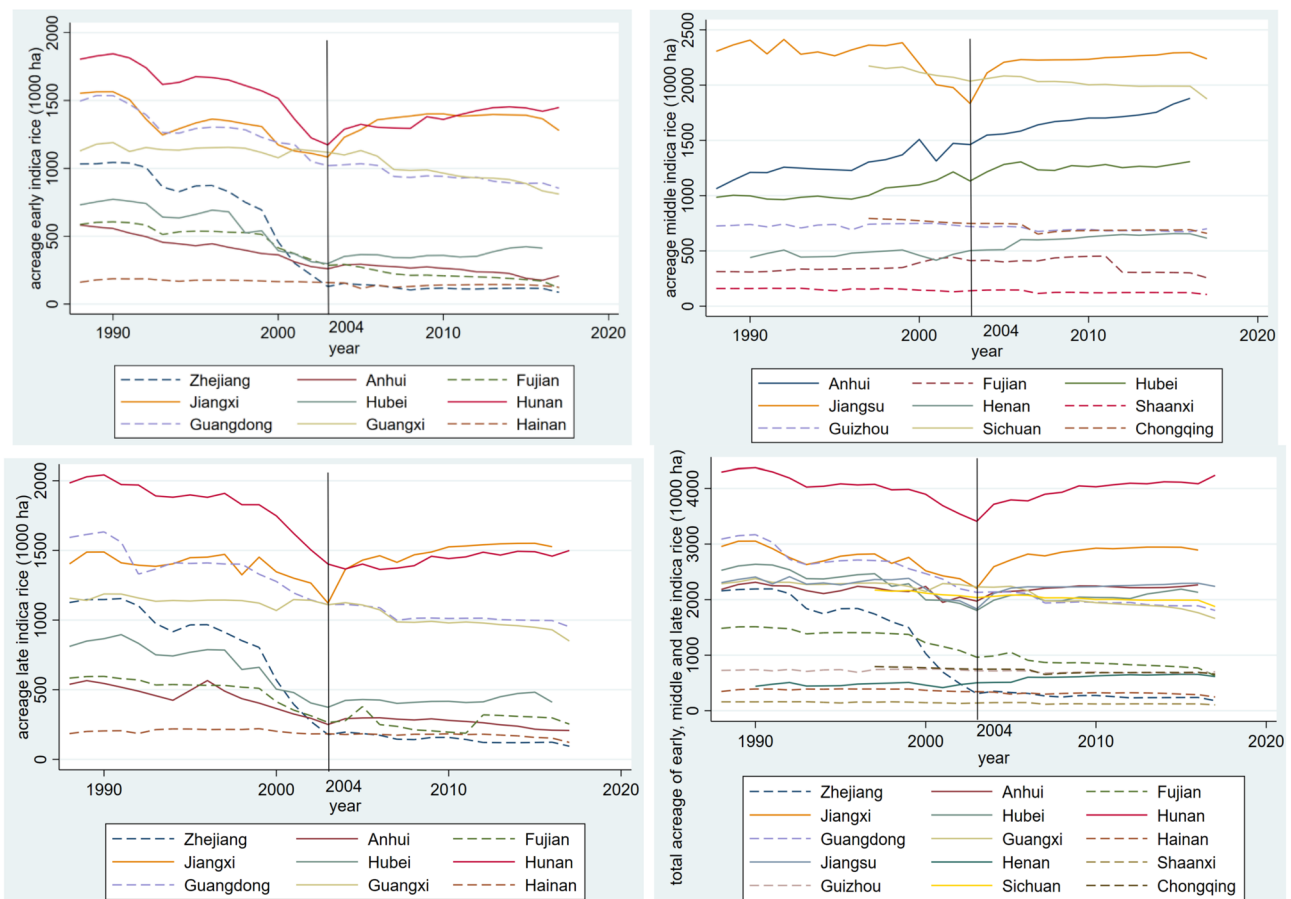 acreage early indica rice (1000 ha)
2000
1500
1000
500
0
1990
2000
2004
2010
2020
year
Zhejiang Anhui Fujian
Jiangxi Hubei Hunan
Guangdong Guangxi Hainan
acreage middle indica rice (1000 ha)
2500
2000
1500
1000
500
0
1990
2000
2004
2010
2020
year
Anhui Fujian Hubei
Jiangsu Henan Shaanxi
Guizhou Sichuan Chongqing
acreage late indica rice (1000 ha)
2000
1500
1000
500
0
1990
2000
2004
2010
2020
year
Zhejiang Anhui Fujian
Jiangxi Hubei Hunan
Guangdong Guangxi Hainan
total acreage of early, middle and late indica rice (1000 ha)
4000
3000
2000
1000
0
1990
2000
2004
2010
2020
year
Zhejiang Anhui Fujian
Jiangxi Hubei Hunan
Guangdong Guangxi Hainan
Jiangsu Henan Shaanxi
Guizhou Sichuan Chongqing